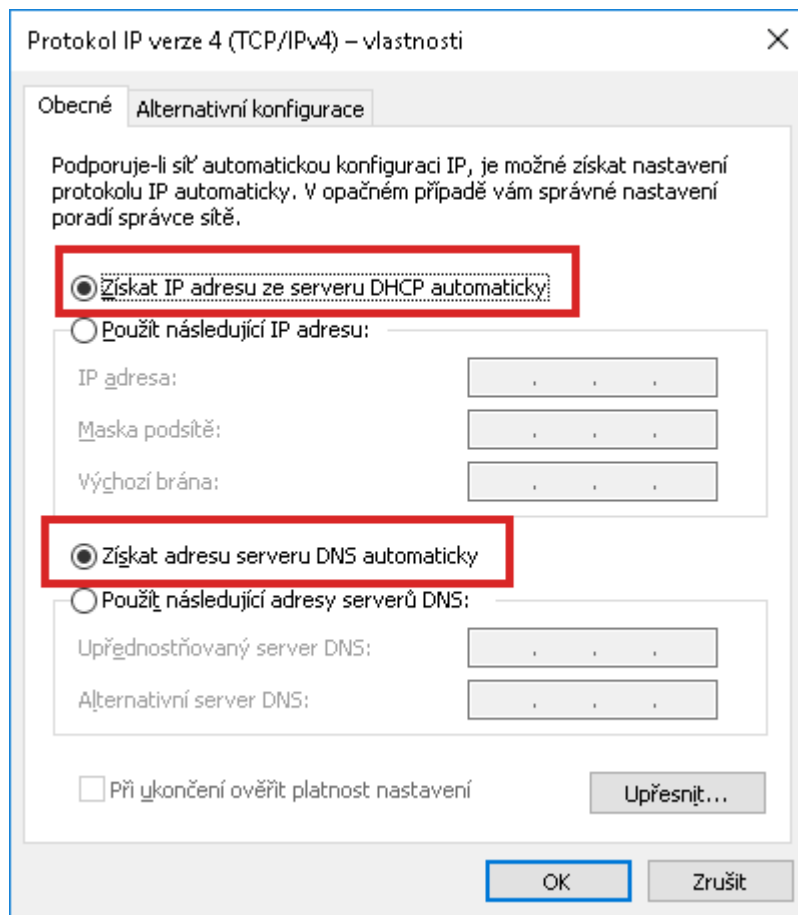 Protokol IP verze 4 (TCP/IPv4) – vlastnosti
Obecné
Alternativní konfigurace
Podporuje-li síť automatickou konfiguraci IP, je možné získat nastavení
protokolu IP automaticky. V opačném případě vám správné nastavení
poradí správce sítě.
Získat IP adresu ze serveru DHCP automaticky
Použít následující IP adresu:
IP adresa:
Maska podsítě:
Výchozí brána:
Získat adresu serveru DNS automaticky
Použít následující adresy serverů DNS:
Upřednostňovaný server DNS:
Alternativní server DNS:
Při ukončení ověřit platnost nastavení
Upřesnit...
OK
Zrušit